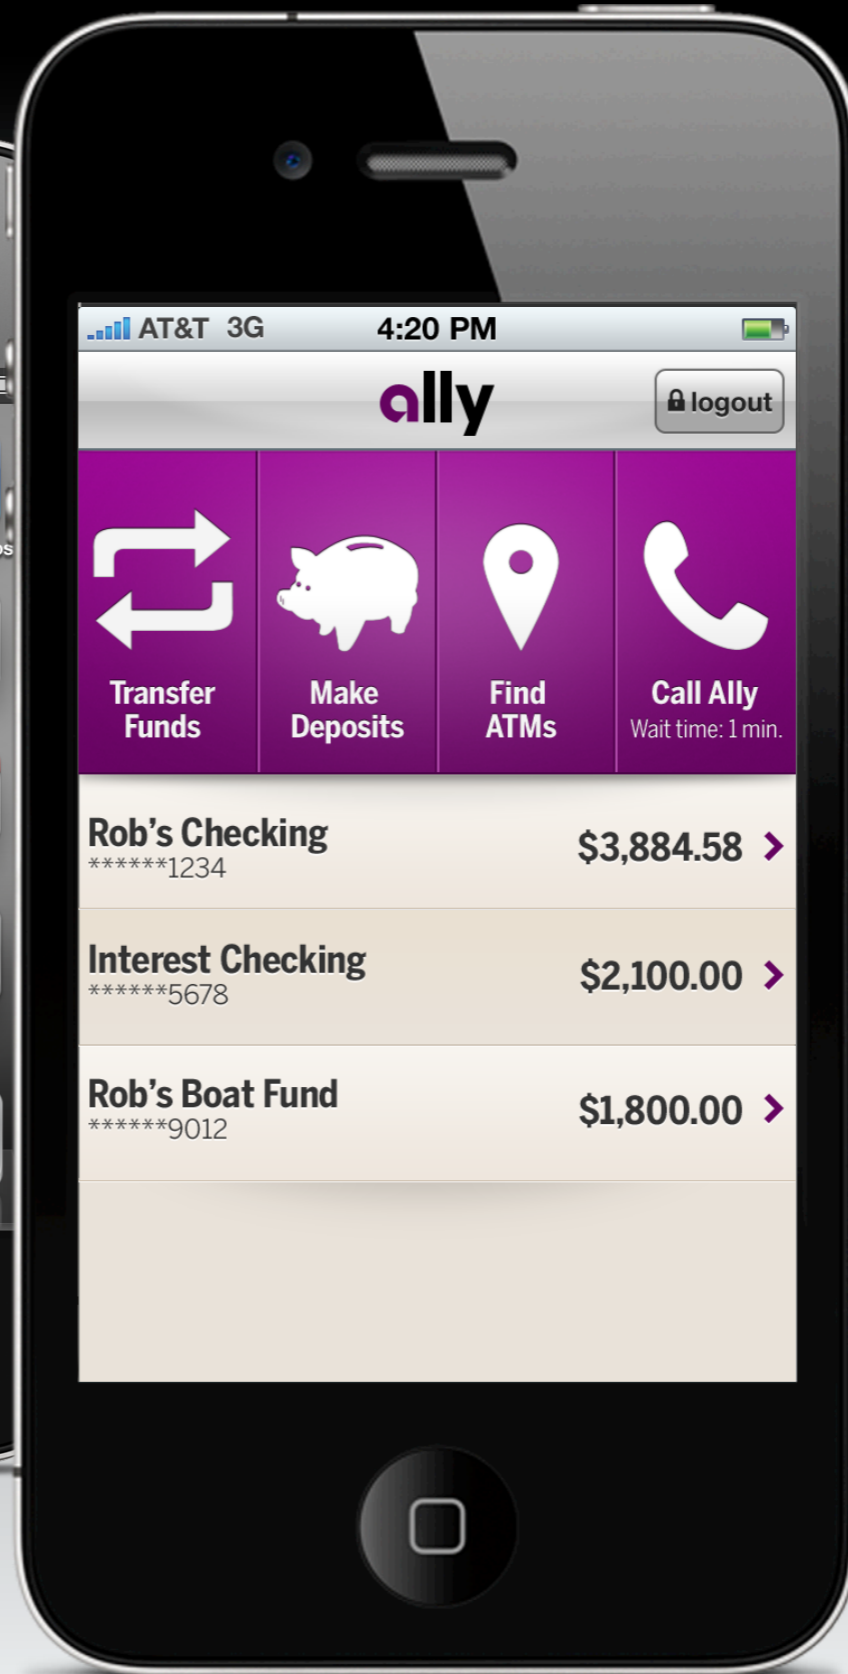 AT&T 3G 4:20 PM
ally
logout
Transfer
Funds
Make
Deposits
Find
ATMs
Call Ally
Wait time: 1 min.
Rob's Checking
******1234
$3,884.58
Interest Checking
******5678
$2,100.00
Rob's Boat Fund
******9012
$1,800.00